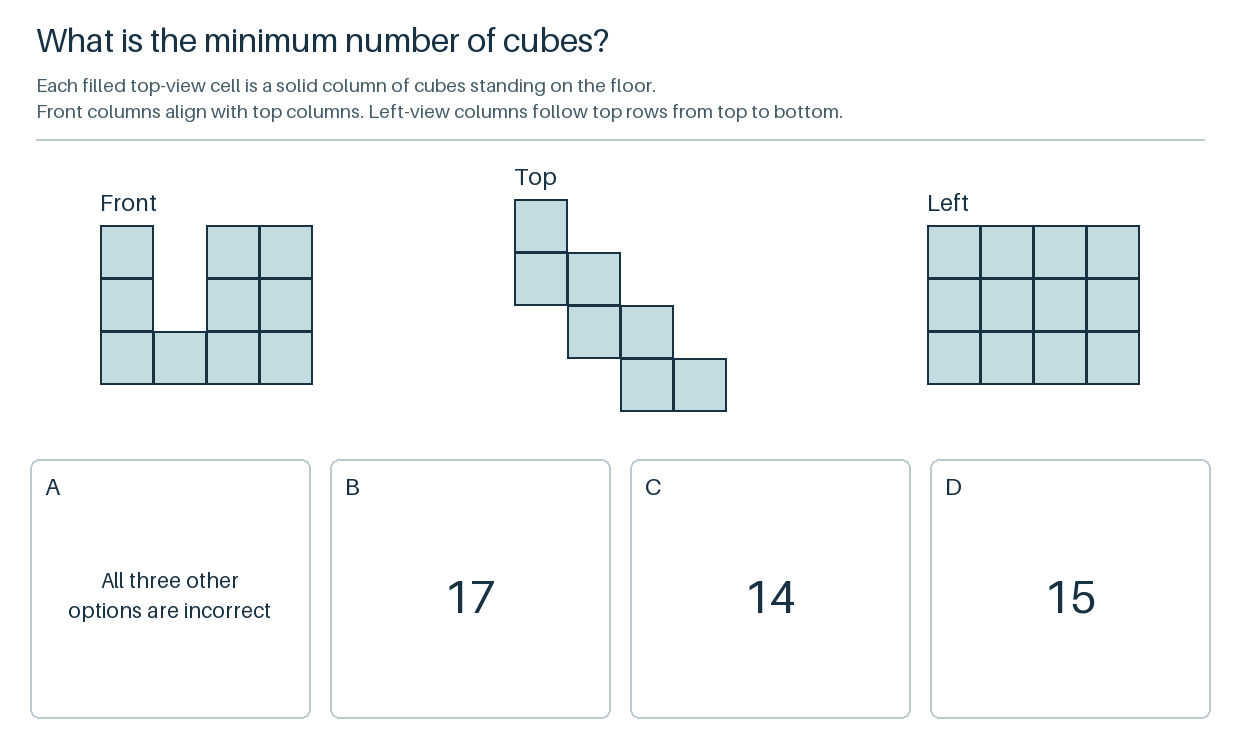 What is the minimum number of cubes?
Each filled top-view cell is a solid column of cubes standing on the floor.
Front columns align with top columns. Left-view columns follow top rows from top to bottom.
Front
Top
Left
A
All three other
options are incorrect
B
17
C
14
D
15